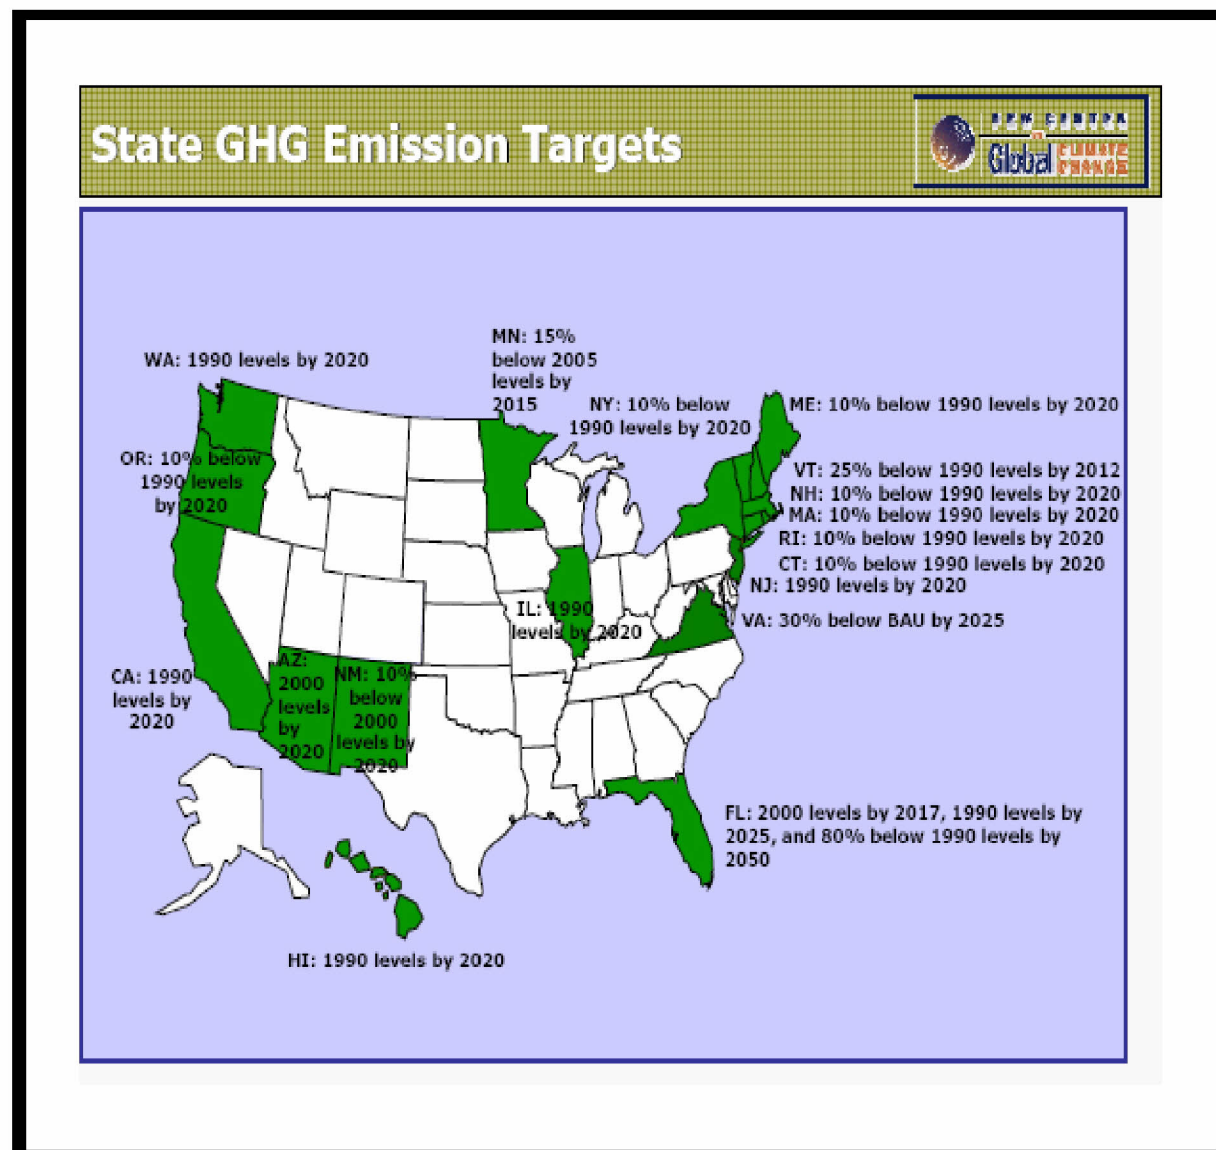 State GHG Emission Targets
PEW CENTER
ON
Global CLIMATE
CHANGE
WA: 1990 levels by 2020
MN: 15%
below 2005
levels by
2015
NY: 10% below
1990 levels by 2020
ME: 10% below 1990 levels by 2020
OR: 10% below
1990 levels
by 2020
VT: 25% below 1990 levels by 2012
NH: 10% below 1990 levels by 2020
MA: 10% below 1990 levels by 2020
RI: 10% below 1990 levels by 2020
CT: 10% below 1990 levels by 2020
NJ: 1990 levels by 2020
IL: 1990
levels by 2020
VA: 30% below BAU by 2025
CA: 1990
levels by
2020
AZ:
2000
levels
by
2020
NM: 10%
below
2000
levels by
2020
FL: 2000 levels by 2017, 1990 levels by
2025, and 80% below 1990 levels by
2050
HI: 1990 levels by 2020